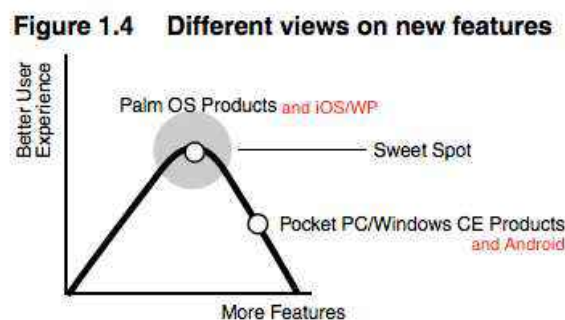 Figure 1.4 Different views on new features
Better User
Experience
Palm OS Products and iOS/WP
Sweet Spot
Pocket PC/Windows CE Products
and Android
More Features